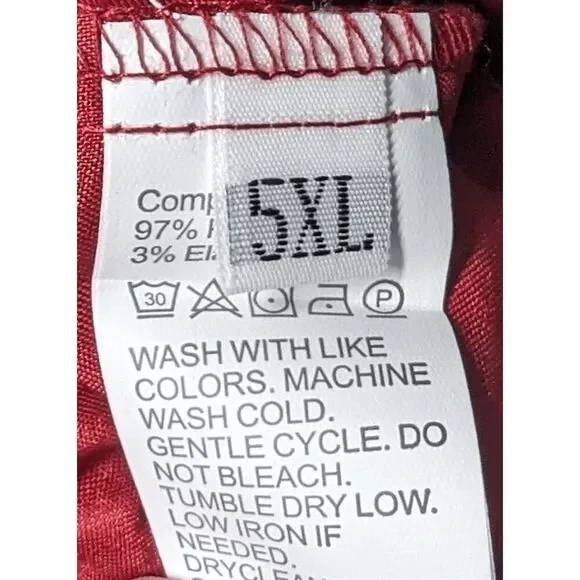 5XL
97%
3%
30
P
WASH WITH LIKE
COLORS. MACHINE
WASH COLD.
GENTLE CYCLE. DO
NOT BLEACH.
TUMBLE DRY LOW.
LOW IRON IF
NEEDED.
DRYCLEAN